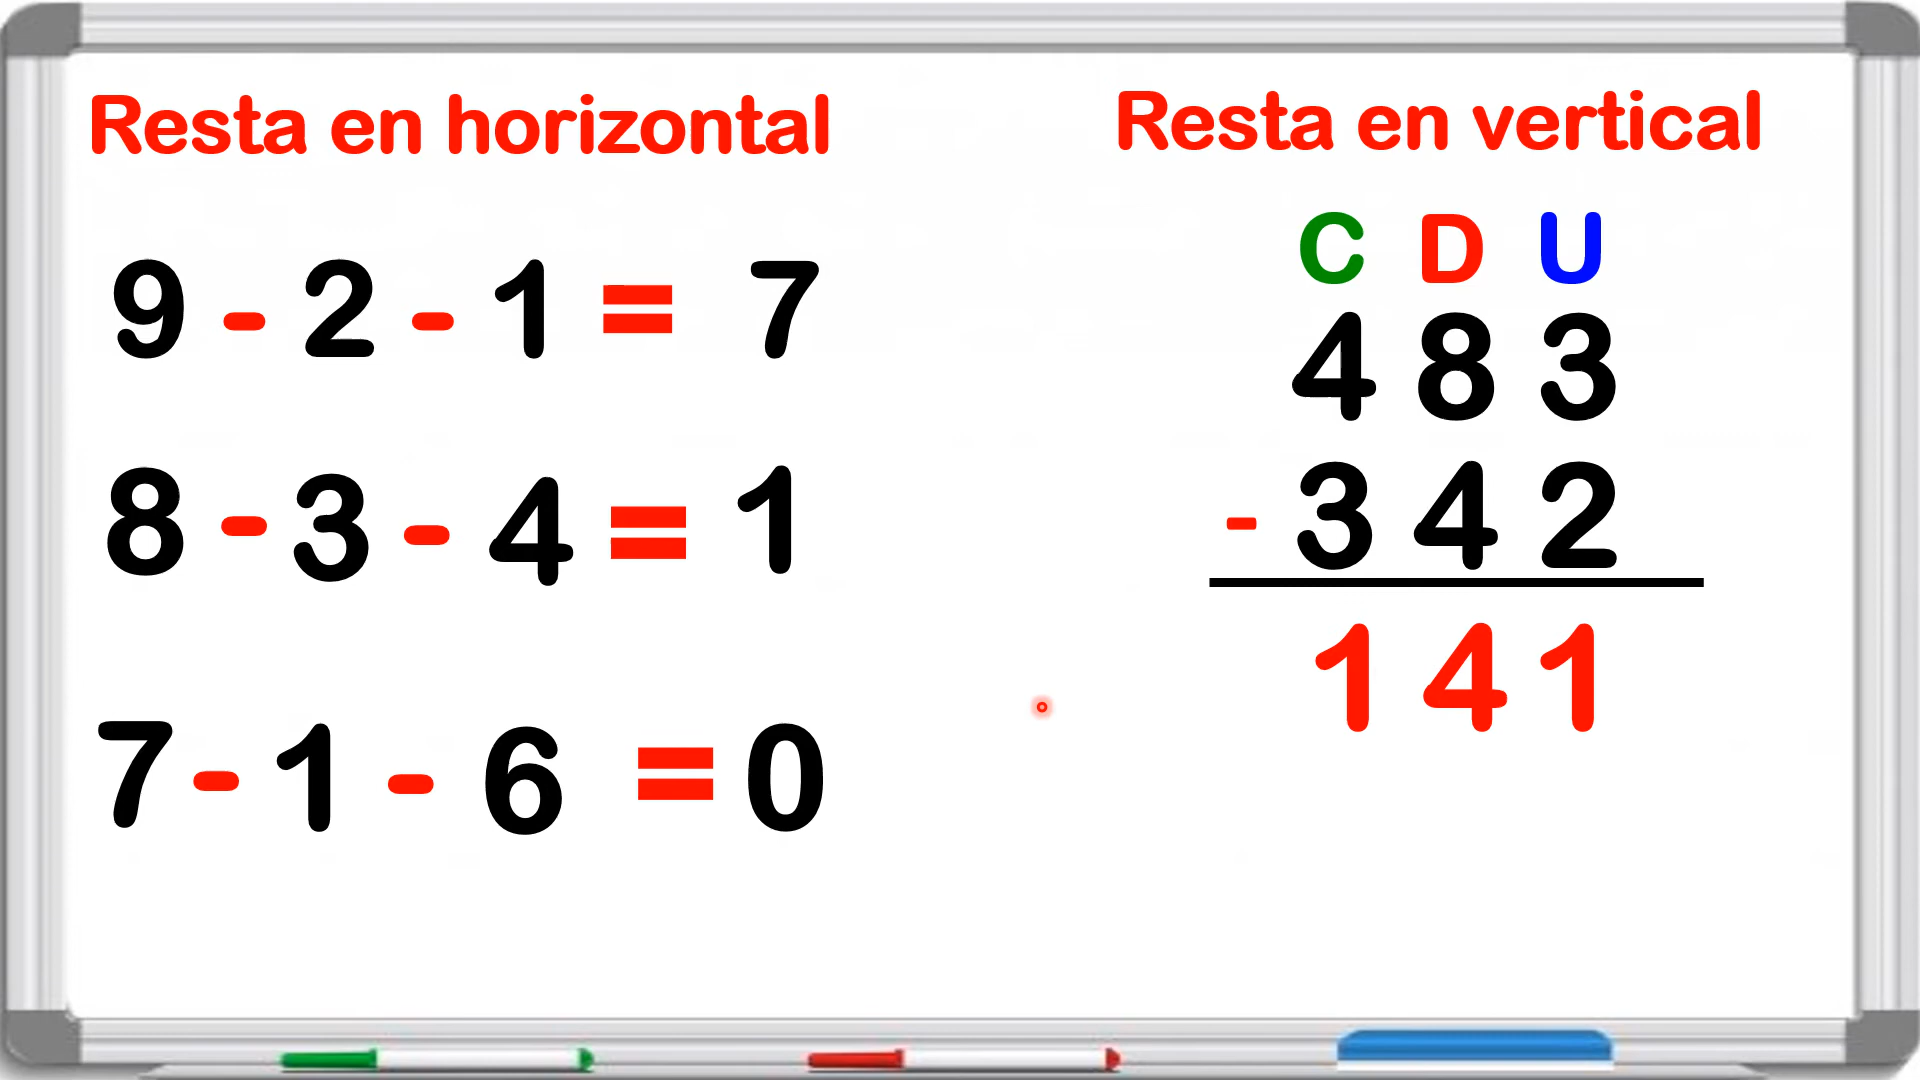 Resta en horizontal
9 - 2 - 1 = 7
8 - 3 - 4 = 1
7 - 1 - 6 = 0
Resta en vertical
C D U
4 8 3
- 3 4 2
1 4 1